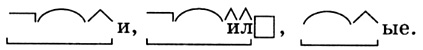 и, ил, ые.